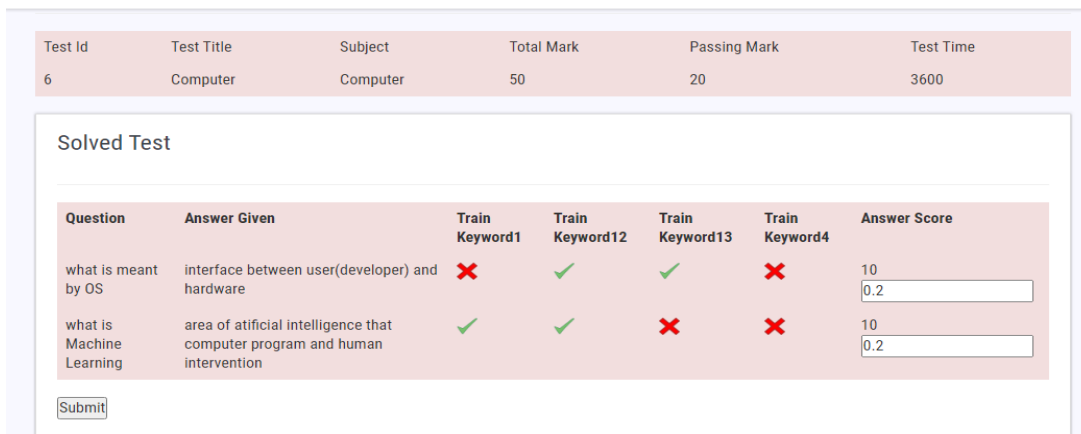 Test Id Test Title Subject Total Mark Passing Mark Test Time
6 Computer Computer 50 20 3600
Solved Test
Question Answer Given Train Keyword1 Train Keyword12 Train Keyword13 Train Keyword4 Answer Score
what is meant by OS
interface between user(developer) and hardware
10
0.2
what is Machine Learning
area of atificial intelligence that computer program and human intervention
10
0.2
Submit